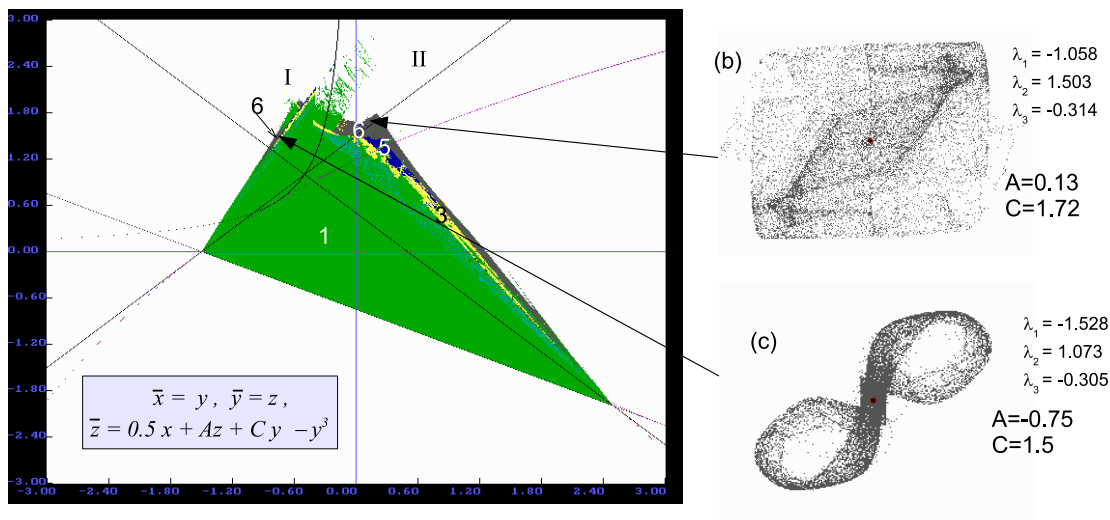 3.00
2.40
1.80
1.20
0.60
0.00
−0.60
−1.20
−1.80
−2.40
−3.00
−3.00 −2.40 −1.80 −1.20 −0.60 0.00 0.60 1.20 1.80 2.40 3.00
I
II
6
6
5
3
1
x̅ = y , y̅ = z ,
z̅ = 0.5 x + Az + C y − y³
(b)
λ₁ = -1.058
λ₂ = 1.503
λ₃ = -0.314
A=0.13
C=1.72
(c)
λ₁ = -1.528
λ₂ = 1.073
λ₃ = -0.305
A=-0.75
C=1.5